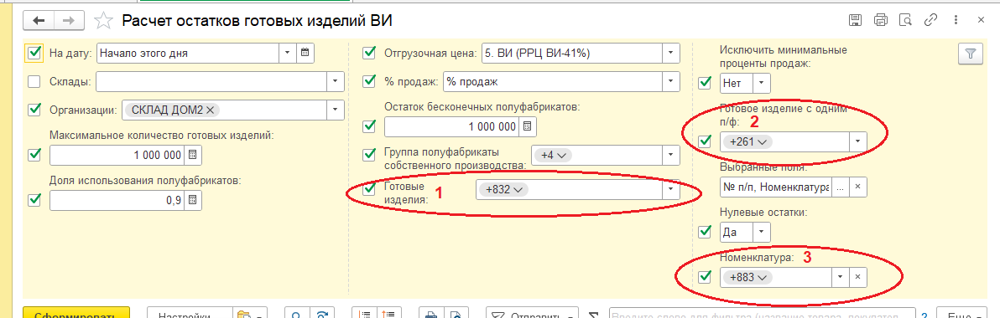 Расчет остатков готовых изделий ВИ
На дату: Начало этого дня
Склады:
Организации: СКЛАД ДОМ2 ×
Максимальное количество готовых изделий:
1 000 000
Доля использования полуфабрикатов:
0,9
Отгрузочная цена: 5. ВИ (РРЦ ВИ-41%)
% продаж: % продаж
Остаток бесконечных полуфабрикатов:
1 000 000
Группа полуфабрикаты
собственного производства: +4
Готовые
изделия: 1 +832
Исключить минимальные
проценты продаж:
Нет
Готовое изделие с одним
п/ф: 2
+261
Выбранные поля:
№ п/п, Номенклатура ... ×
Нулевые остатки:
Да
Номенклатура: 3
+883 ×
Сформировать Настройки... Отправить Σ Введите слово для фильтра (название товара, покупателя ? Еще